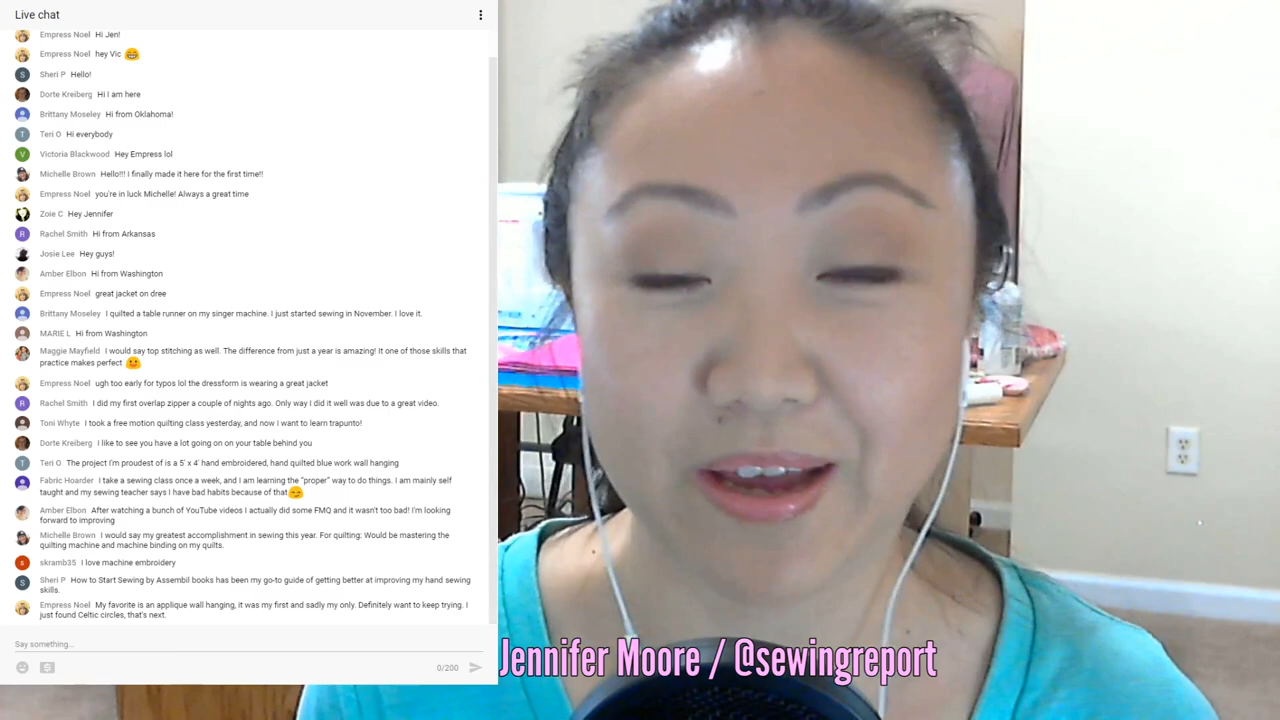 Live chat
Empress Noel Hi Jen!
Empress Noel hey Vic
S Sheri P Hello!
Dorte Kreiberg Hi I am here
Brittany Moseley Hi from Oklahoma!
T Teri O Hi everybody
V Victoria Blackwood Hey Empress lol
Michelle Brown Hello!!! I finally made it here for the first time!!
Empress Noel you're in luck Michelle! Always a great time
Zoie C Hey Jennifer
R Rachel Smith Hi from Arkansas
Josie Lee Hey guys!
Amber Elbon Hi from Washington
Empress Noel great jacket on dree
Brittany Moseley I quilted a table runner on my singer machine. I just started sewing in November. I love it.
MARIE L Hi from Washington
Maggie Mayfield I would say top stitching as well. The difference from just a year is amazing! It one of those skills that
practice makes perfect
Empress Noel ugh too early for typos lol the dressform is wearing a great jacket
R Rachel Smith I did my first overlap zipper a couple of nights ago. Only way I did it well was due to a great video.
Toni Whyte I took a free motion quilting class yesterday, and now I want to learn trapunto!
Dorte Kreiberg I like to see you have a lot going on on your table behind you
T Teri O The project I'm proudest of is a 5' x 4' hand embroidered, hand quilted blue work wall hanging
Fabric Hoarder I take a sewing class once a week, and I am learning the "proper" way to do things. I am mainly self
taught and my sewing teacher says I have bad habits because of that
Amber Elbon After watching a bunch of YouTube videos I actually did some FMQ and it wasn't too bad! I'm looking
forward to improving
Michelle Brown I would say my greatest accomplishment in sewing this year. For quilting: Would be mastering the
quilting machine and machine binding on my quilts.
s skramb35 I love machine embroidery
S Sheri P How to Start Sewing by Assembil books has been my go-to guide of getting better at improving my hand sewing
skills.
Empress Noel My favorite is an applique wall hanging, it was my first and sadly my only. Definitely want to keep trying. I
just found Celtic circles, that's next.
Say something...
0/200
Jennifer Moore / @sewingreport